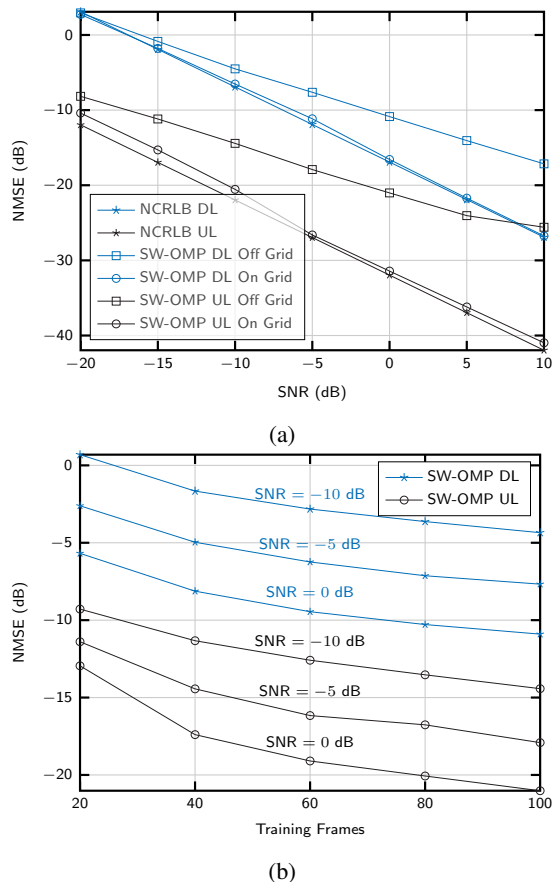 0
−10
−20
−30
−40
NMSE (dB)
NCRLB DL
NCRLB UL
SW-OMP DL Off Grid
SW-OMP DL On Grid
SW-OMP UL Off Grid
SW-OMP UL On Grid
−20 −15 −10 −5 0 5 10
SNR (dB)
(a)
SW-OMP DL
SW-OMP UL
0
−5
−10
−15
−20
NMSE (dB)
SNR = −10 dB
SNR = −5 dB
SNR = 0 dB
SNR = −10 dB
SNR = −5 dB
SNR = 0 dB
20 40 60 80 100
Training Frames
(b)